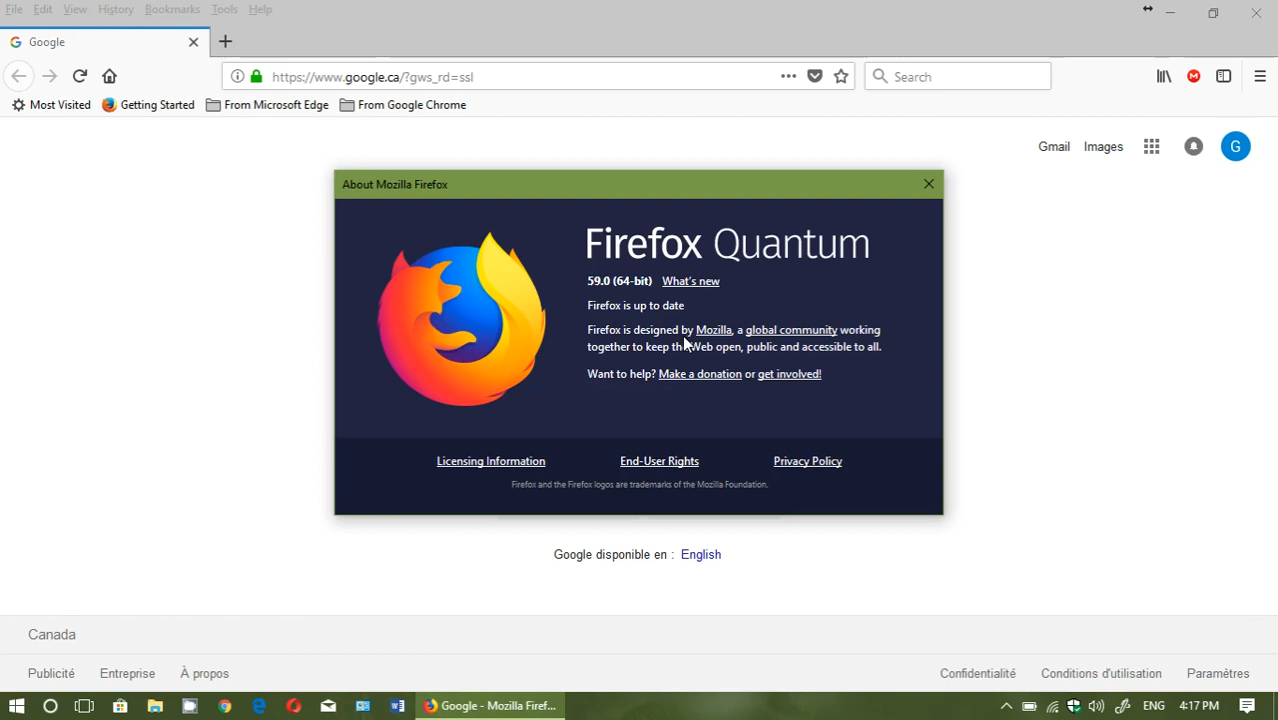 File Edit View History Bookmarks Tools Help
Google
https://www.google.ca/?gws_rd=ssl
Search
Most Visited Getting Started From Microsoft Edge From Google Chrome
Gmail Images G
About Mozilla Firefox
Firefox Quantum
59.0 (64-bit) What's new
Firefox is up to date
Firefox is designed by Mozilla, a global community working
together to keep the Web open, public and accessible to all.
Want to help? Make a donation or get involved!
Licensing Information End-User Rights Privacy Policy
Firefox and the Firefox logos are trademarks of the Mozilla Foundation.
Google disponible en : English
Canada
Publicité Entreprise À propos Confidentialité Conditions d'utilisation Paramètres
Google - Mozilla Firef... ENG 4:17 PM